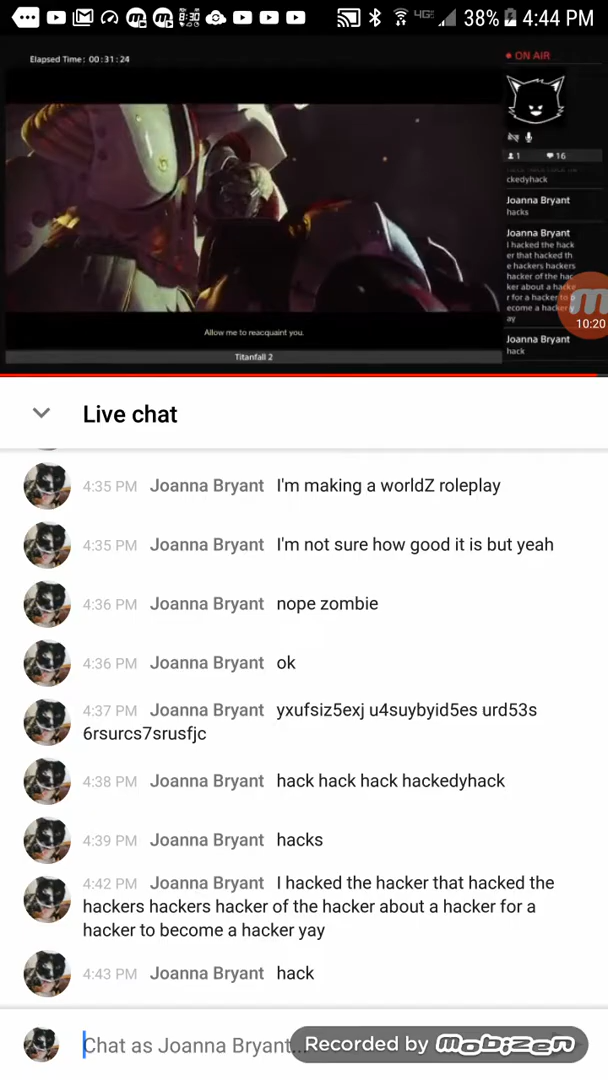 8:30
4G
38% 4:44 PM
Elapsed Time: 00:31:24
ON AIR
1 16
ckedyhack
Joanna Bryant
hacks
Joanna Bryant
I hacked the hack
er that hacked th
e hackers hackers
hacker of the hac
ker about a hacke
r for a hacker to b
ecome a hacker y
ay
10:20
Joanna Bryant
hack
Allow me to reacquaint you.
Titanfall 2
Live chat
4:35 PM Joanna Bryant I'm making a worldZ roleplay
4:35 PM Joanna Bryant I'm not sure how good it is but yeah
4:36 PM Joanna Bryant nope zombie
4:36 PM Joanna Bryant ok
4:37 PM Joanna Bryant yxufsiz5exj u4suybyid5es urd53s
6rsurcs7srusfjc
4:38 PM Joanna Bryant hack hack hack hackedyhack
4:39 PM Joanna Bryant hacks
4:42 PM Joanna Bryant I hacked the hacker that hacked the
hackers hackers hacker of the hacker about a hacker for a
hacker to become a hacker yay
4:43 PM Joanna Bryant hack
Chat as Joanna Bryant...
Recorded by Mobizen